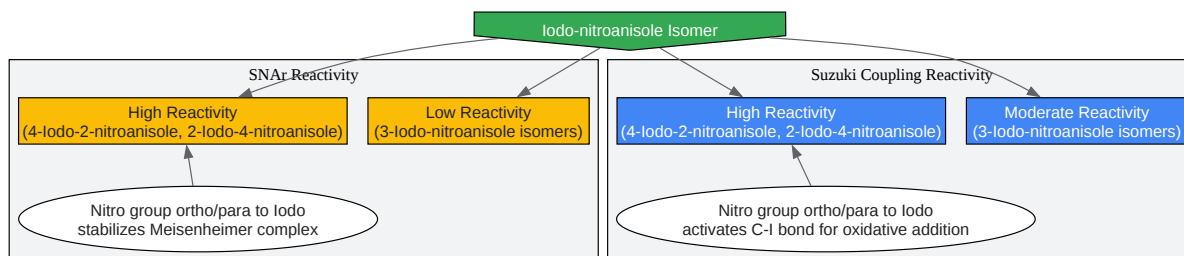 Iodo-nitroanisole Isomer
SNAr Reactivity
High Reactivity
(4-Iodo-2-nitroanisole, 2-Iodo-4-nitroanisole)
Low Reactivity
(3-Iodo-nitroanisole isomers)
Nitro group ortho/para to Iodo
stabilizes Meisenheimer complex
Suzuki Coupling Reactivity
High Reactivity
(4-Iodo-2-nitroanisole, 2-Iodo-4-nitroanisole)
Moderate Reactivity
(3-Iodo-nitroanisole isomers)
Nitro group ortho/para to Iodo
activates C-I bond for oxidative addition